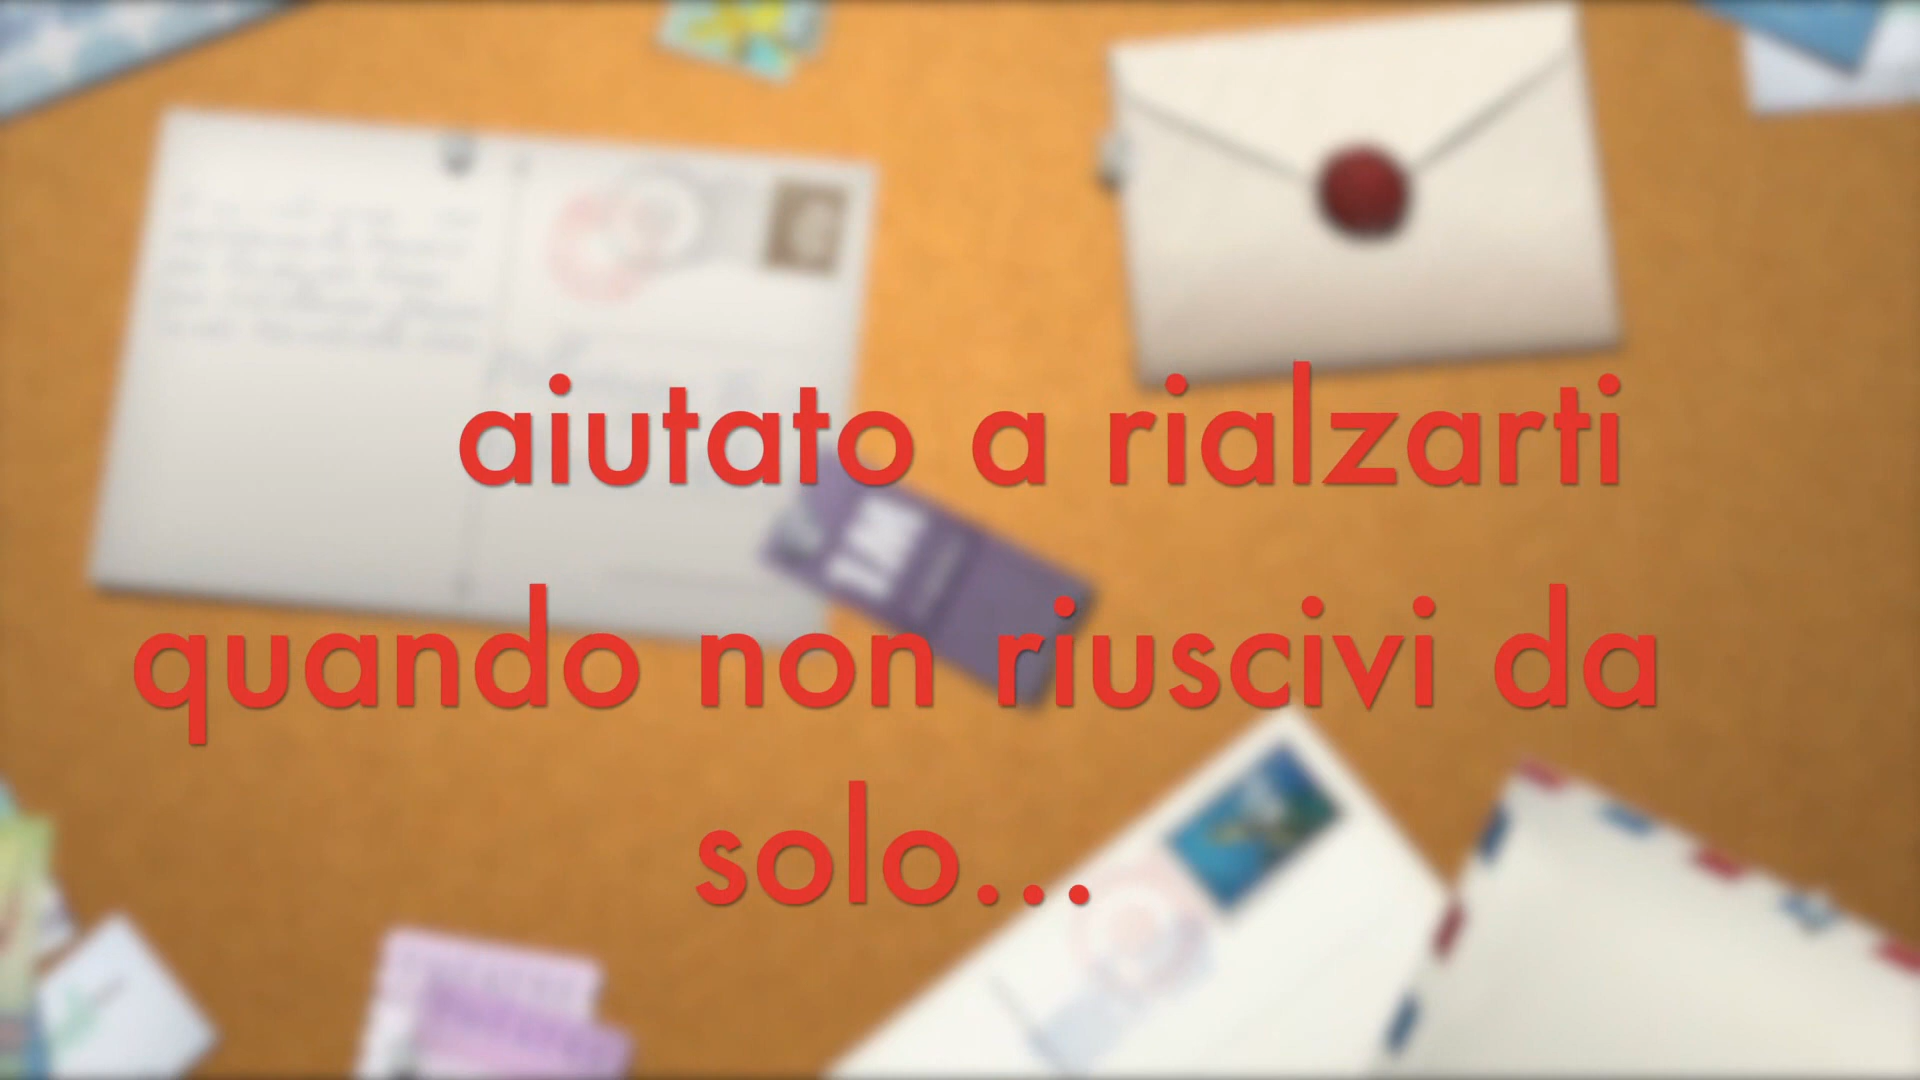 aiutato a rialzarti
quando non riuscivi da
solo...